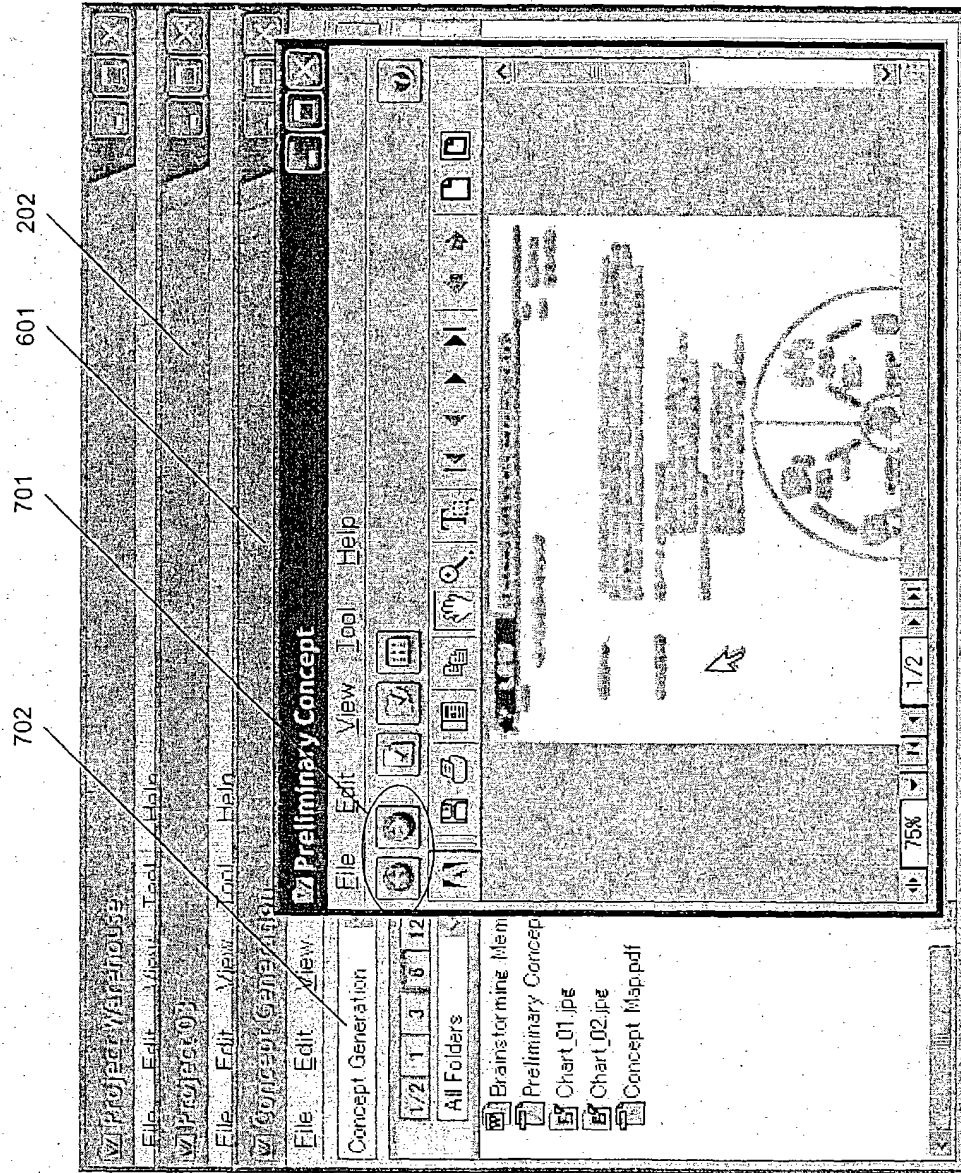 702
701
601
202
Project Warehouse
File Edit View Tool Help
Project 03
File Edit View Tool Help
Concept Generation
File Edit View
Concept Generation
1/2 1 3 6 12
All Folders
Brainstorming Mem
Preliminary Concep
Chart_01.jpg
Chart_02.jpg
Concept Map.pdf
Preliminary Concept
File Edit View Tool Help
T
75% 1/2